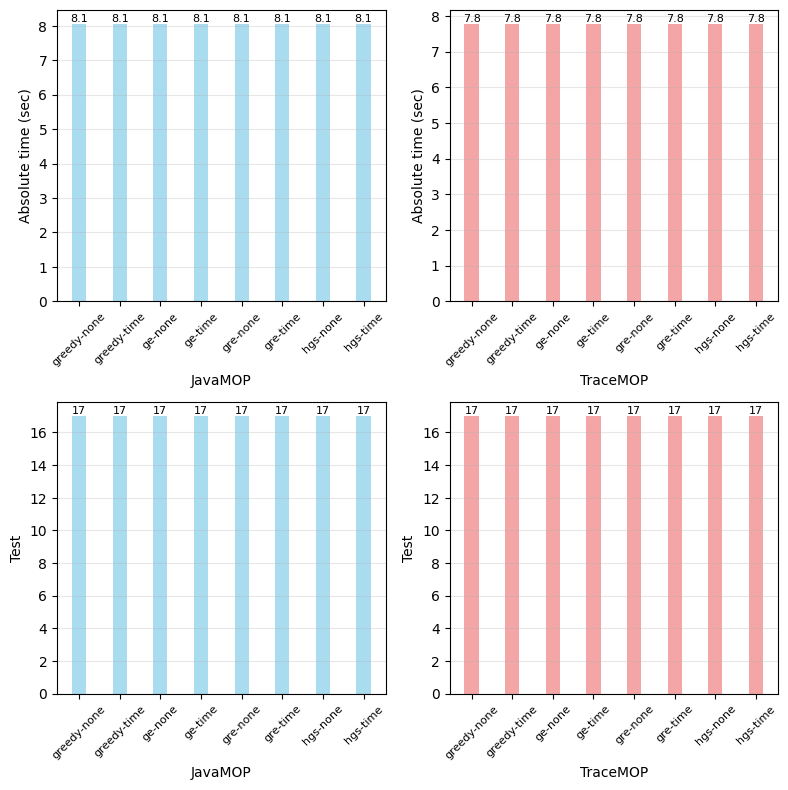 8.1 8.1 8.1 8.1 8.1 8.1 8.1 8.1
8
7
6
5
4
3
2
1
0
Absolute time (sec)
greedy-none greedy-time ge-none ge-time gre-none gre-time hgs-none hgs-time
JavaMOP
7.8 7.8 7.8 7.8 7.8 7.8 7.8 7.8
8
7
6
5
4
3
2
1
0
Absolute time (sec)
greedy-none greedy-time ge-none ge-time gre-none gre-time hgs-none hgs-time
TraceMOP
17 17 17 17 17 17 17 17
16
14
12
10
8
6
4
2
0
Test
greedy-none greedy-time ge-none ge-time gre-none gre-time hgs-none hgs-time
JavaMOP
17 17 17 17 17 17 17 17
16
14
12
10
8
6
4
2
0
Test
greedy-none greedy-time ge-none ge-time gre-none gre-time hgs-none hgs-time
TraceMOP